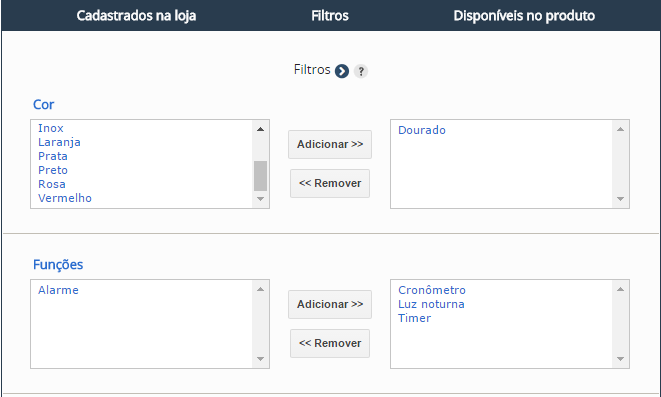 Cadastrados na loja Filtros Disponíveis no produto
Filtros ?
Cor
Inox
Laranja
Prata
Preto
Rosa
Vermelho
Adicionar >>
<< Remover
Dourado
Funções
Alarme
Adicionar >>
<< Remover
Cronômetro
Luz noturna
Timer